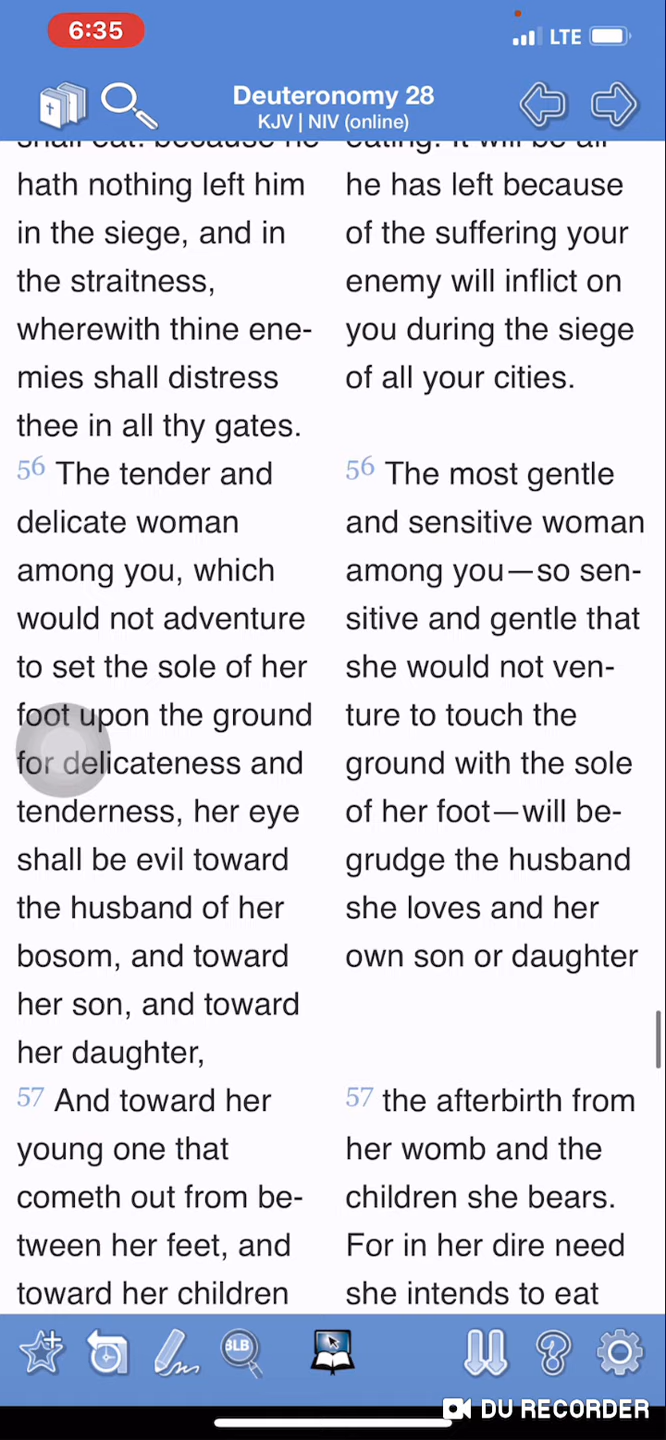 6:35
LTE
Deuteronomy 28
KJV | NIV (online)
shall eat: because he
hath nothing left him
in the siege, and in
the straitness,
wherewith thine ene-
mies shall distress
thee in all thy gates.
56 The tender and
delicate woman
among you, which
would not adventure
to set the sole of her
foot upon the ground
for delicateness and
tenderness, her eye
shall be evil toward
the husband of her
bosom, and toward
her son, and toward
her daughter,
57 And toward her
young one that
cometh out from be-
tween her feet, and
toward her children
eating. It will be all
he has left because
of the suffering your
enemy will inflict on
you during the siege
of all your cities.
56 The most gentle
and sensitive woman
among you—so sen-
sitive and gentle that
she would not ven-
ture to touch the
ground with the sole
of her foot—will be-
grudge the husband
she loves and her
own son or daughter
57 the afterbirth from
her womb and the
children she bears.
For in her dire need
she intends to eat
BLB
DU RECORDER